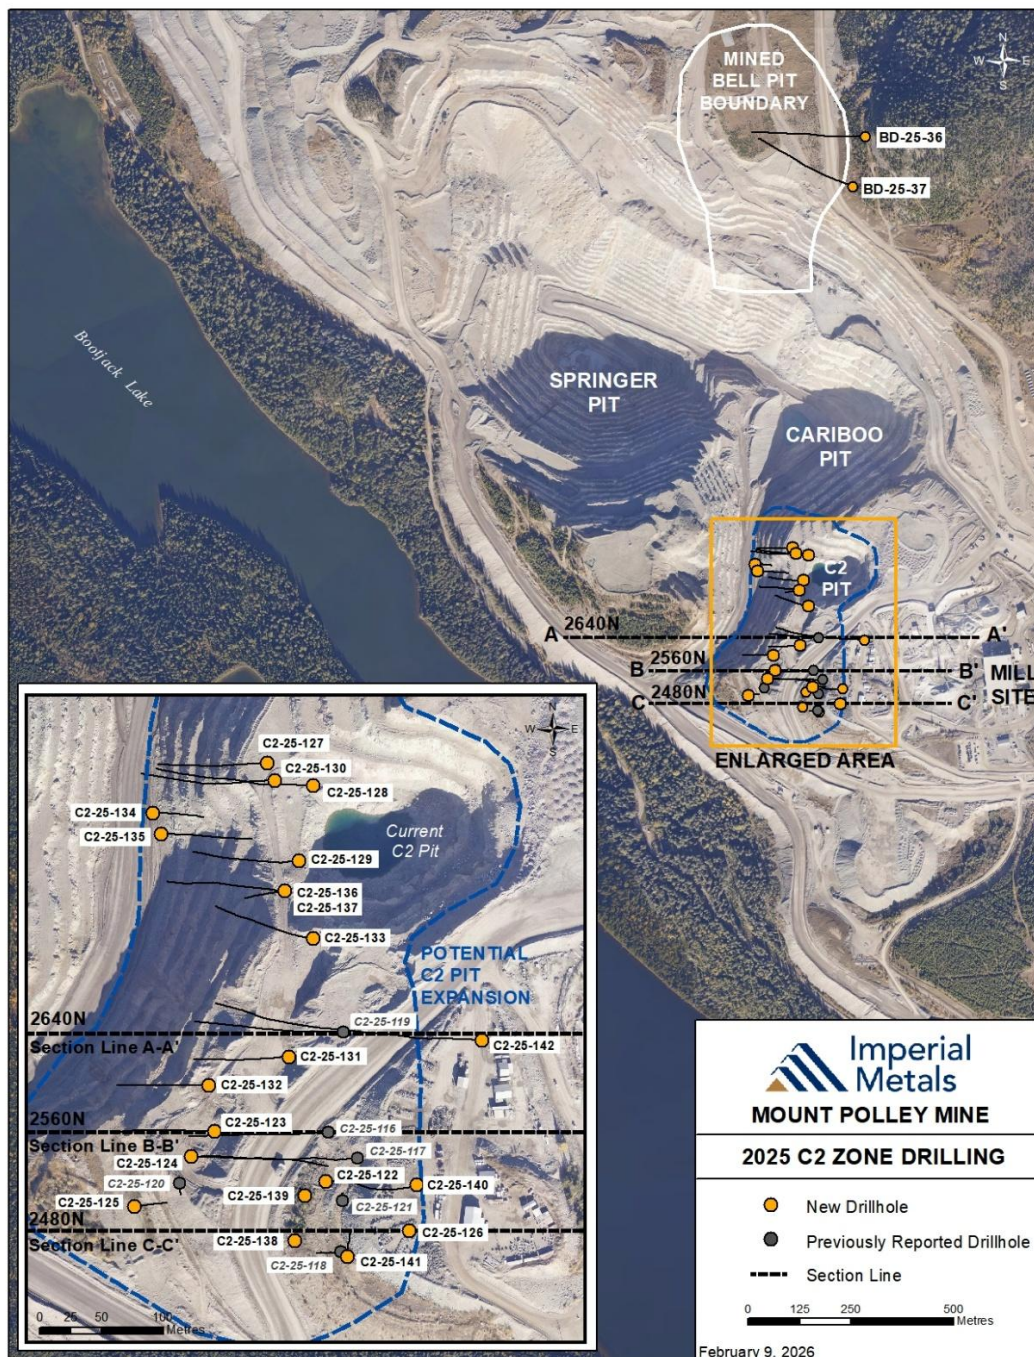 MINED
BELL PIT
BOUNDARY
N
W E
S
BD-25-36
BD-25-37
Bootjack Lake
SPRINGER
PIT
CARIBOO
PIT
C2
PIT
A 2640N A'
B 2560N B'
C 2480N C'
MILL
SITE
ENLARGED AREA
N
W E
S
C2-25-127
C2-25-130
C2-25-128
C2-25-134
C2-25-135
Current
C2 Pit
C2-25-129
C2-25-136
C2-25-137
C2-25-133
POTENTIAL
C2 PIT
EXPANSION
2640N
C2-25-119
Section Line A-A'
C2-25-142
C2-25-131
C2-25-132
C2-25-123
2560N
C2-25-116
Section Line B-B'
C2-25-124
C2-25-117
C2-25-120
C2-25-122
C2-25-140
C2-25-139
C2-25-125
C2-25-121
2480N
C2-25-126
Section Line C-C'
C2-25-138
C2-25-118
C2-25-141
0 25 50 100
Metres
Imperial
Metals
MOUNT POLLEY MINE
2025 C2 ZONE DRILLING
New Drillhole
Previously Reported Drillhole
Section Line
0 125 250 500
Metres
February 9, 2026